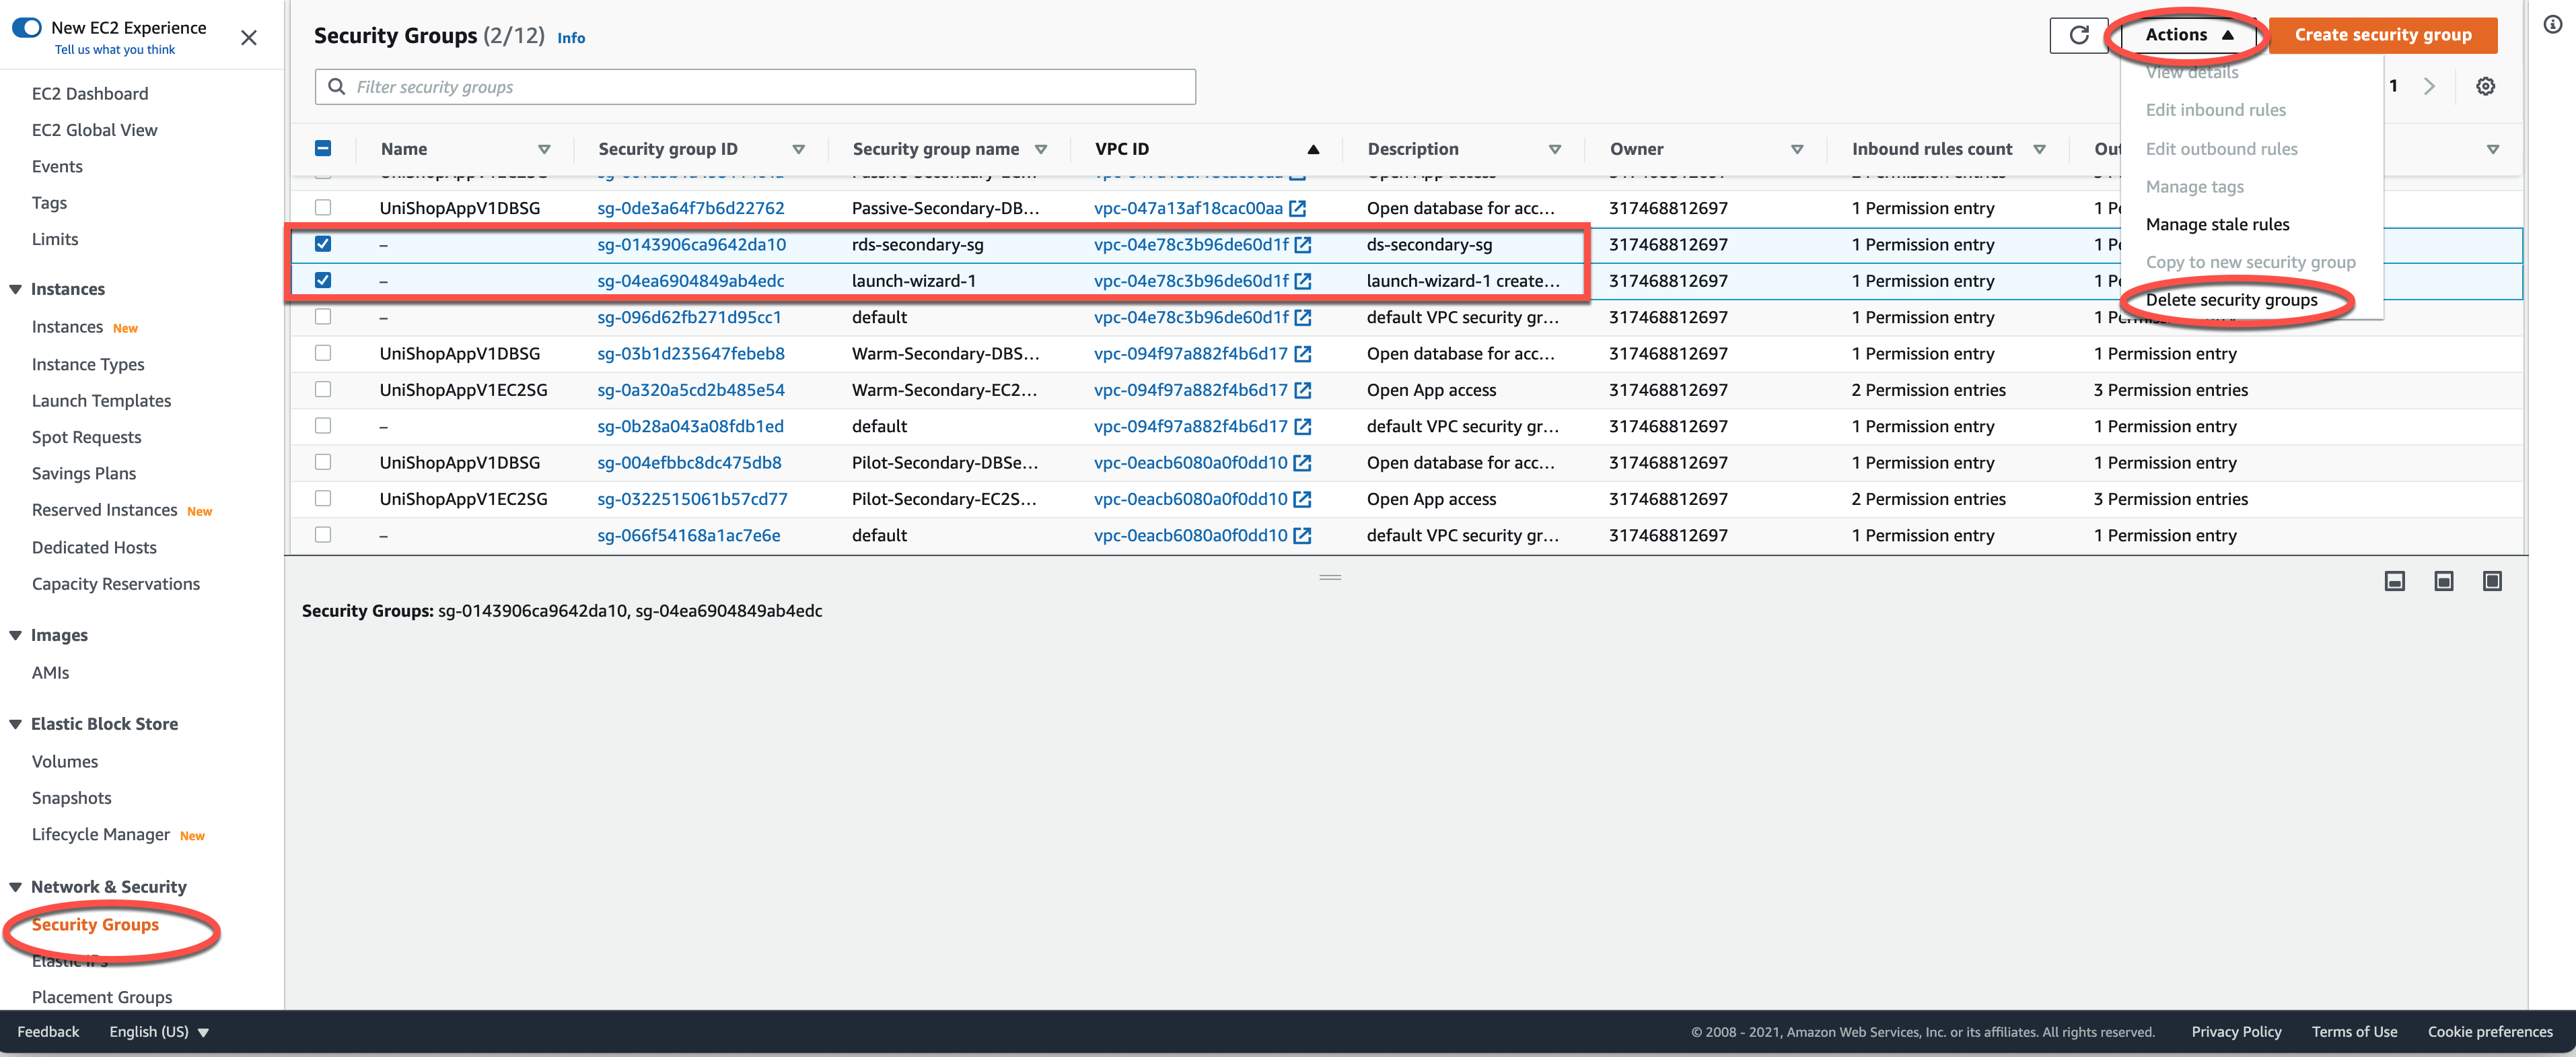 New EC2 Experience
Tell us what you think
EC2 Dashboard
EC2 Global View
Events
Tags
Limits
Instances
Instances New
Instance Types
Launch Templates
Spot Requests
Savings Plans
Reserved Instances New
Dedicated Hosts
Capacity Reservations
Images
AMIs
Elastic Block Store
Volumes
Snapshots
Lifecycle Manager New
Network & Security
Security Groups
Elastic IPs
Placement Groups
Security Groups (2/12) Info
Actions
Create security group
Filter security groups
1
View details
Edit inbound rules
Edit outbound rules
Manage tags
Manage stale rules
Copy to new security group
Delete security groups
Name Security group ID Security group name VPC ID Description Owner Inbound rules count Out
UniShopAppV1DBSG sg-0de3a64f7b6d22762 Passive-Secondary-DB... vpc-047a13af18cac00aa Open database for acc... 317468812697 1 Permission entry 1 P
– sg-0143906ca9642da10 rds-secondary-sg vpc-04e78c3b96de60d1f ds-secondary-sg 317468812697 1 Permission entry 1 P
– sg-04ea6904849ab4edc launch-wizard-1 vpc-04e78c3b96de60d1f launch-wizard-1 create... 317468812697 1 Permission entry 1 P
– sg-096d62fb271d95cc1 default vpc-04e78c3b96de60d1f default VPC security gr... 317468812697 1 Permission entry 1 Permission entry
UniShopAppV1DBSG sg-03b1d235647febeb8 Warm-Secondary-DBS... vpc-094f97a882f4b6d17 Open database for acc... 317468812697 1 Permission entry 1 Permission entry
UniShopAppV1EC2SG sg-0a320a5cd2b485e54 Warm-Secondary-EC2... vpc-094f97a882f4b6d17 Open App access 317468812697 2 Permission entries 3 Permission entries
– sg-0b28a043a08fdb1ed default vpc-094f97a882f4b6d17 default VPC security gr... 317468812697 1 Permission entry 1 Permission entry
UniShopAppV1DBSG sg-004efbbc8dc475db8 Pilot-Secondary-DBSe... vpc-0eacb6080a0f0dd10 Open database for acc... 317468812697 1 Permission entry 1 Permission entry
UniShopAppV1EC2SG sg-0322515061b57cd77 Pilot-Secondary-EC2S... vpc-0eacb6080a0f0dd10 Open App access 317468812697 2 Permission entries 3 Permission entries
– sg-066f54168a1ac7e6e default vpc-0eacb6080a0f0dd10 default VPC security gr... 317468812697 1 Permission entry 1 Permission entry
Security Groups: sg-0143906ca9642da10, sg-04ea6904849ab4edc
Feedback English (US) © 2008 - 2021, Amazon Web Services, Inc. or its affiliates. All rights reserved. Privacy Policy Terms of Use Cookie preferences